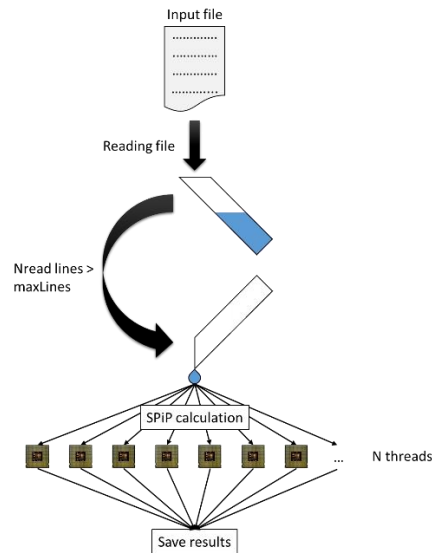 Input file
Reading file
Nread lines >
maxLines
SPiP calculation
... N threads
Save results